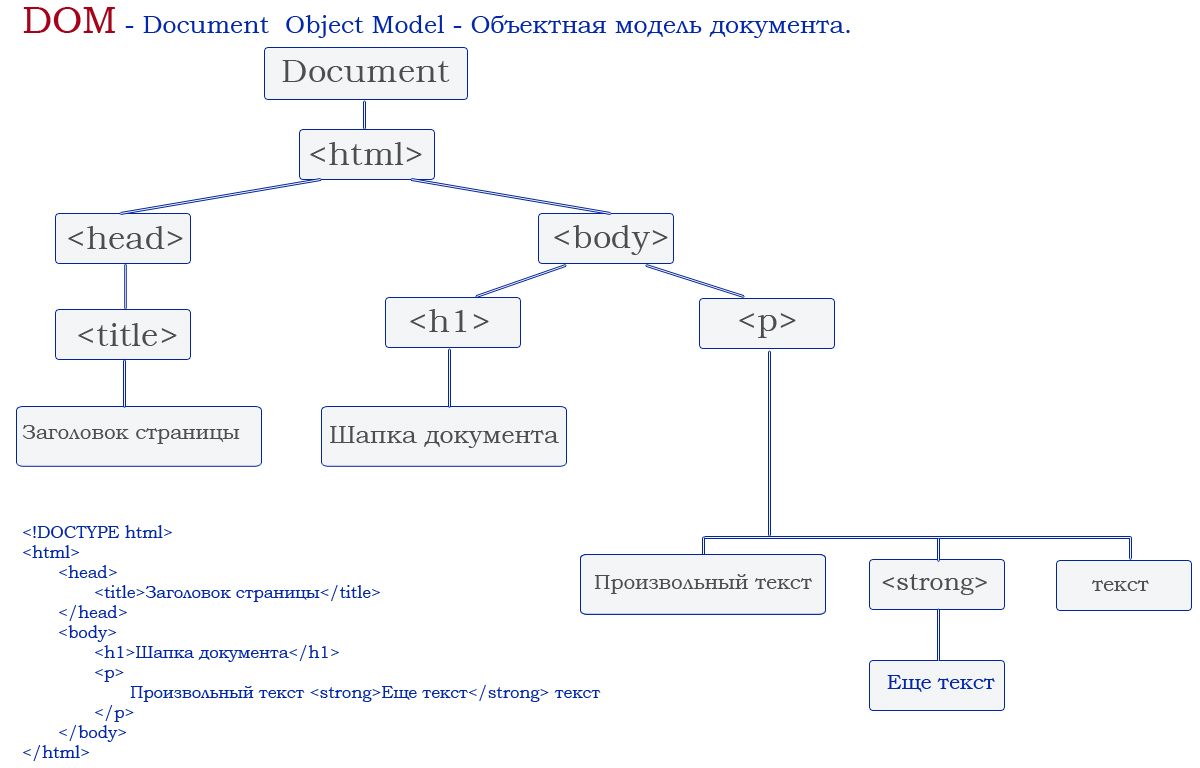 DOM - Document Object Model - Объектная модель документа.
Document
<html>
<head>
<body>
<title>
<h1>
<p>
Заголовок страницы
Шапка документа
Произвольный текст
<strong>
текст
Еще текст
<!DOCTYPE html>
<html>
<head>
<title>Заголовок страницы</title>
</head>
<body>
<h1>Шапка документа</h1>
<p>
Произвольный текст <strong>Еще текст</strong> текст
</p>
</body>
</html>